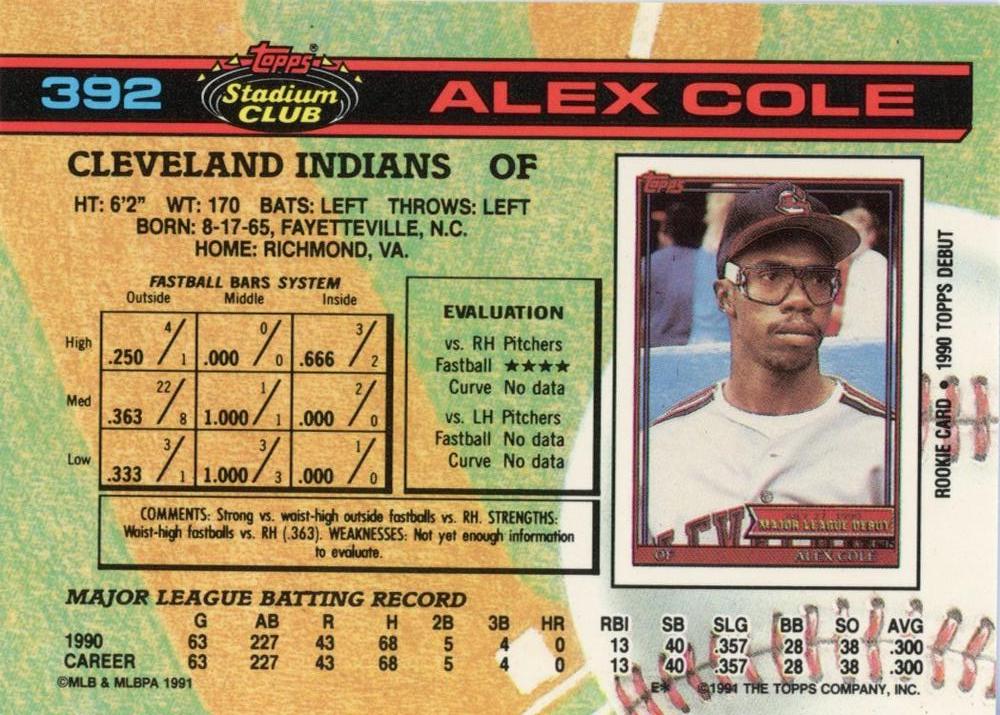 392
Topps®
Stadium
CLUB
ALEX COLE
CLEVELAND INDIANS OF
HT: 6'2" WT: 170 BATS: LEFT THROWS: LEFT
BORN: 8-17-65, FAYETTEVILLE, N.C.
HOME: RICHMOND, VA.
FASTBALL BARS SYSTEM
Outside Middle Inside
High 4/1 .250 0/0 .000 3/2 .666
Med 22/8 .363 1/1 1.000 2/0 .000
Low 3/1 .333 3/3 1.000 1/0 .000
EVALUATION
vs. RH Pitchers
Fastball ★★★★
Curve No data
vs. LH Pitchers
Fastball No data
Curve No data
COMMENTS: Strong vs. waist-high outside fastballs vs. RH. STRENGTHS:
Waist-high fastballs vs. RH (.363). WEAKNESSES: Not yet enough information
to evaluate.
Topps
MAJOR LEAGUE DEBUT
OF ALEX COLE
ROOKIE CARD • 1990 TOPPS DEBUT
MAJOR LEAGUE BATTING RECORD
G AB R H 2B 3B HR RBI SB SLG BB SO AVG
1990 63 227 43 68 5 4 0 13 40 .357 28 38 .300
CAREER 63 227 43 68 5 4 0 13 40 .357 28 38 .300
©MLB & MLBPA 1991 E* ©1991 THE TOPPS COMPANY, INC.